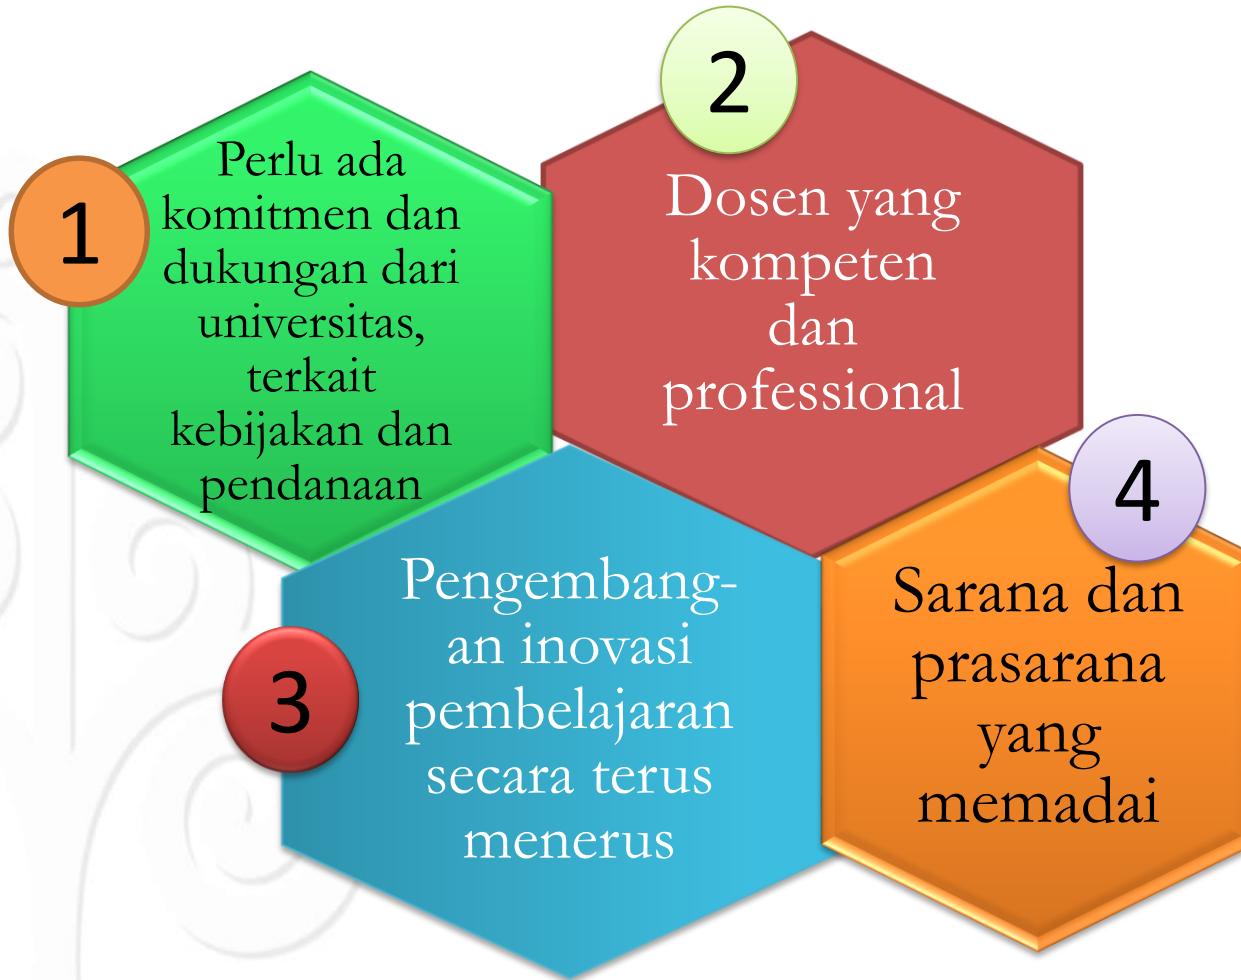 1
Perlu ada
komitmen dan
dukungan dari
universitas,
terkait
kebijakan dan
pendanaan
2
Dosen yang
kompeten
dan
professional
3
Pengembang-
an inovasi
pembelajaran
secara terus
menerus
4
Sarana dan
prasarana
yang
memadai